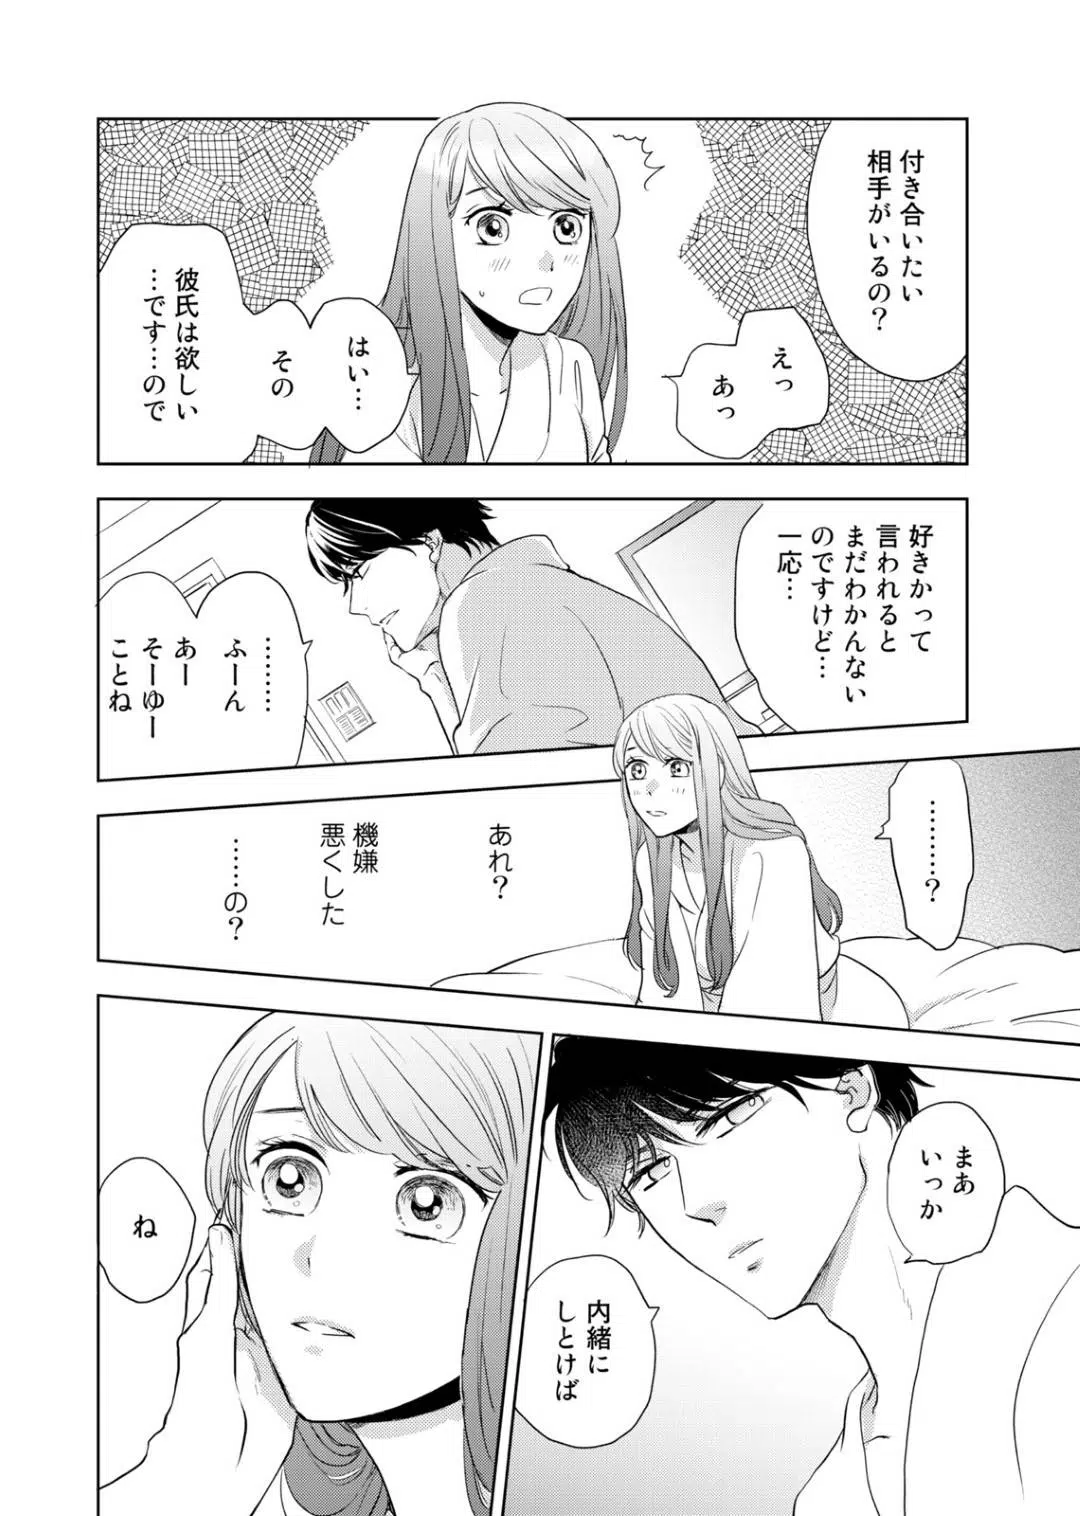 付き合いたい
相手がいるの?
えっ
あっ
はい…
その
彼氏は欲しい
…です…ので
好きかって
言われると
まだわかんない
のですけど…
一応…
………
ふーん
あー
そーゆー
ことね
………?
あれ?
機嫌
悪くした
……の?
まあ
いっか
内緒に
しとけば
ね